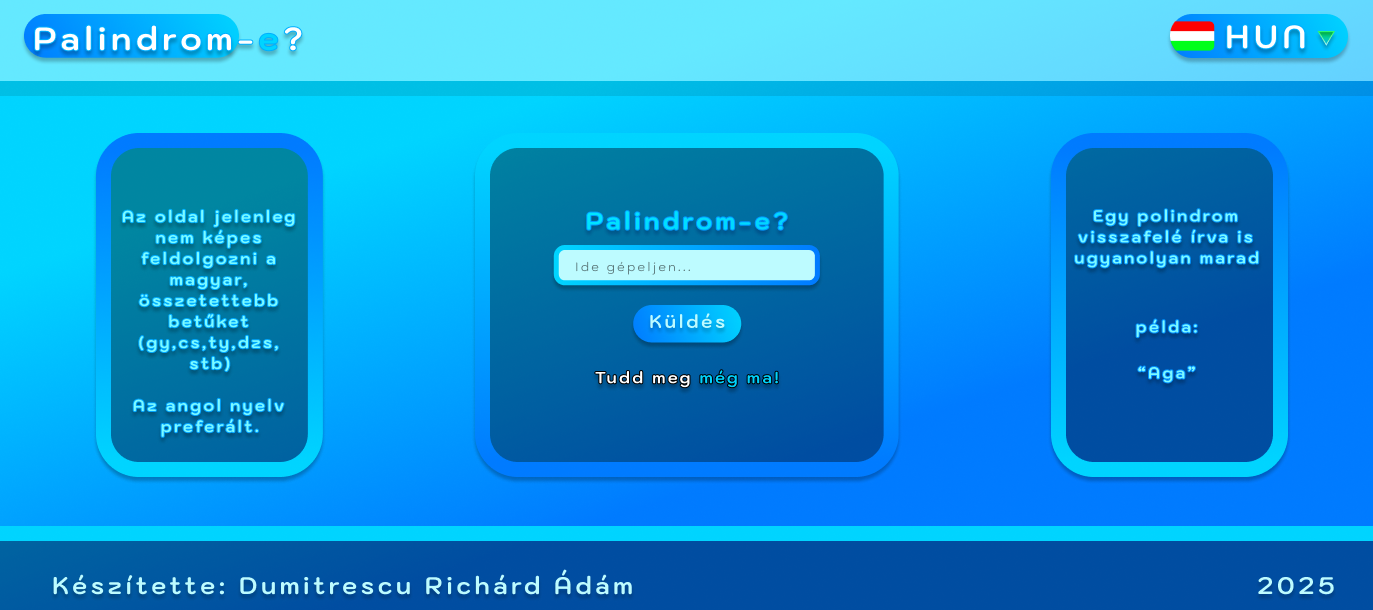 Palindrom-e?
HUN
Az oldal jelenleg
nem képes
feldolgozni a
magyar,
összetettebb
betűket
(gy,cs,ty,dzs,
stb)
Az angol nyelv
preferált.
Palindrom-e?
Ide gépeljen...
Küldés
Tudd meg még ma!
Egy polindrom
visszafelé írva is
ugyanolyan marad
példa:
“Aga”
Készítette: Dumitrescu Richárd Ádám
2025